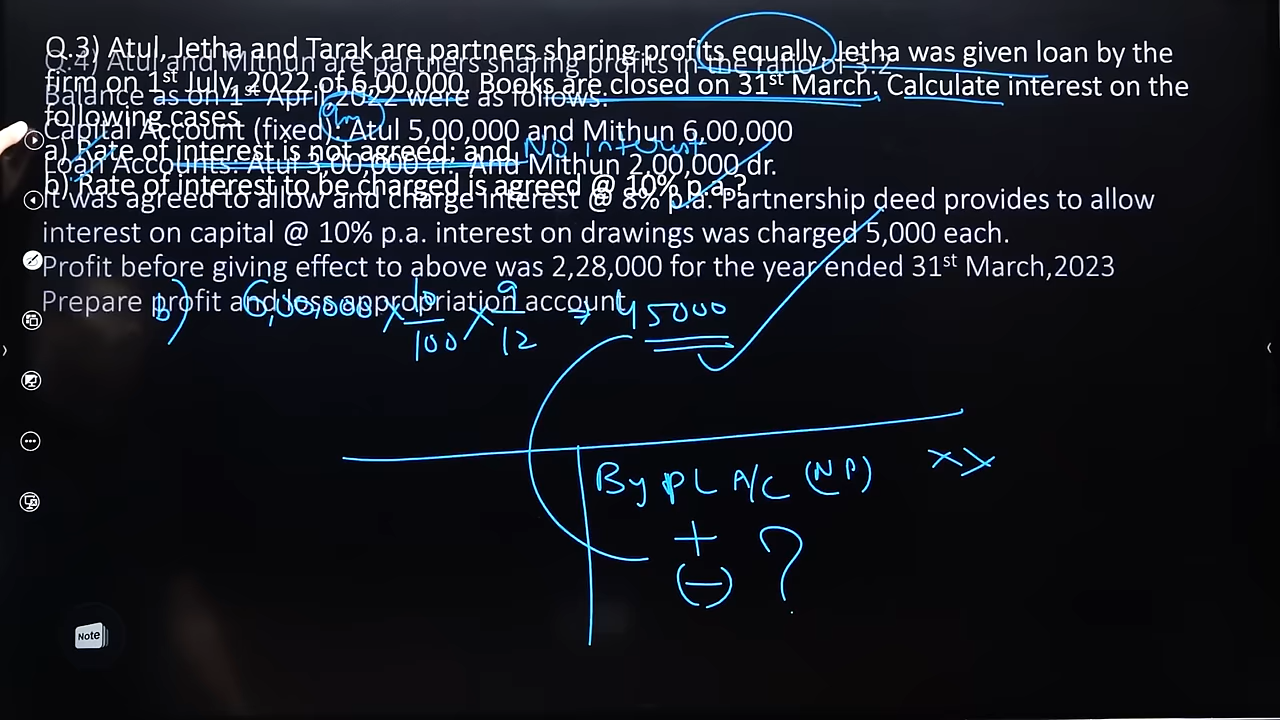 Q.3) Atul, Jetha and Tarak are partners sharing profits equally. Jetha was given loan by the
firm on 1st July, 2022 of 6,00,000. Books are closed on 31st March. Calculate interest on the
following cases
9m
a) Rate of interest is not agreed; and No interest
b) Rate of interest to be charged is agreed @ 10% p.a.?
Q.4) Atul and Mithun are partners sharing profits in the ratio of 3:2
Balance as on 1st April 2022 were as follows:
Capital Account (fixed): Atul 5,00,000 and Mithun 6,00,000
Loan Accounts: Atul 3,00,000 cr. And Mithun 2,00,000 dr.
It was agreed to allow and charge interest @ 8% p.a. Partnership deed provides to allow
interest on capital @ 10% p.a. interest on drawings was charged 5,000 each.
Profit before giving effect to above was 2,28,000 for the year ended 31st March,2023
Prepare profit and loss appropriation account.
b) 6,00,000 × 10/100 × 9/12 → 45000
By PL A/C (NP) xx
+
(-) ?
Note